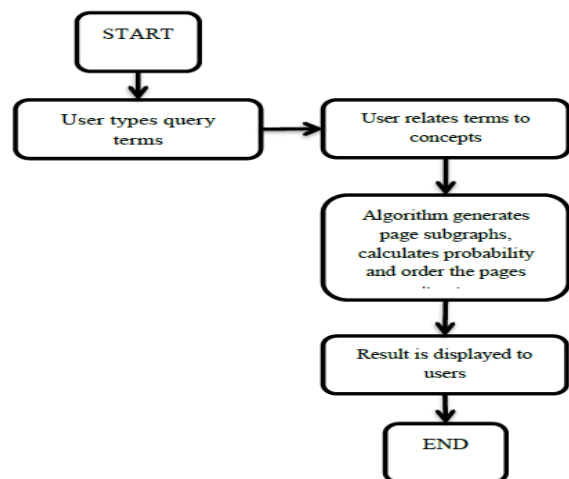 START
User types query
terms
User relates terms to
concepts
Algorithm generates
page subgraphs,
calculates probability
and order the pages
Result is displayed to
users
END